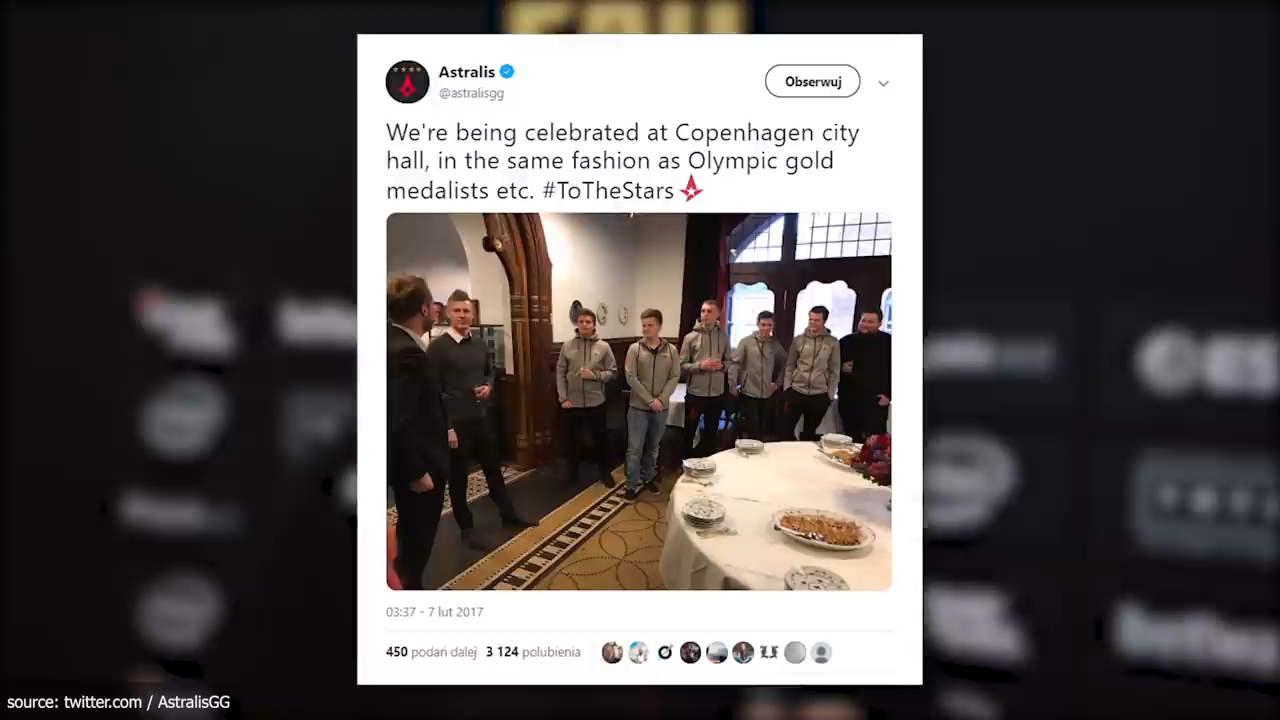 Astralis
@astralisgg
Obserwuj
We're being celebrated at Copenhagen city
hall, in the same fashion as Olympic gold
medalists etc. #ToTheStars
03:37 - 7 lut 2017
450 podań dalej 3 124 polubienia
source: twitter.com / AstralisGG